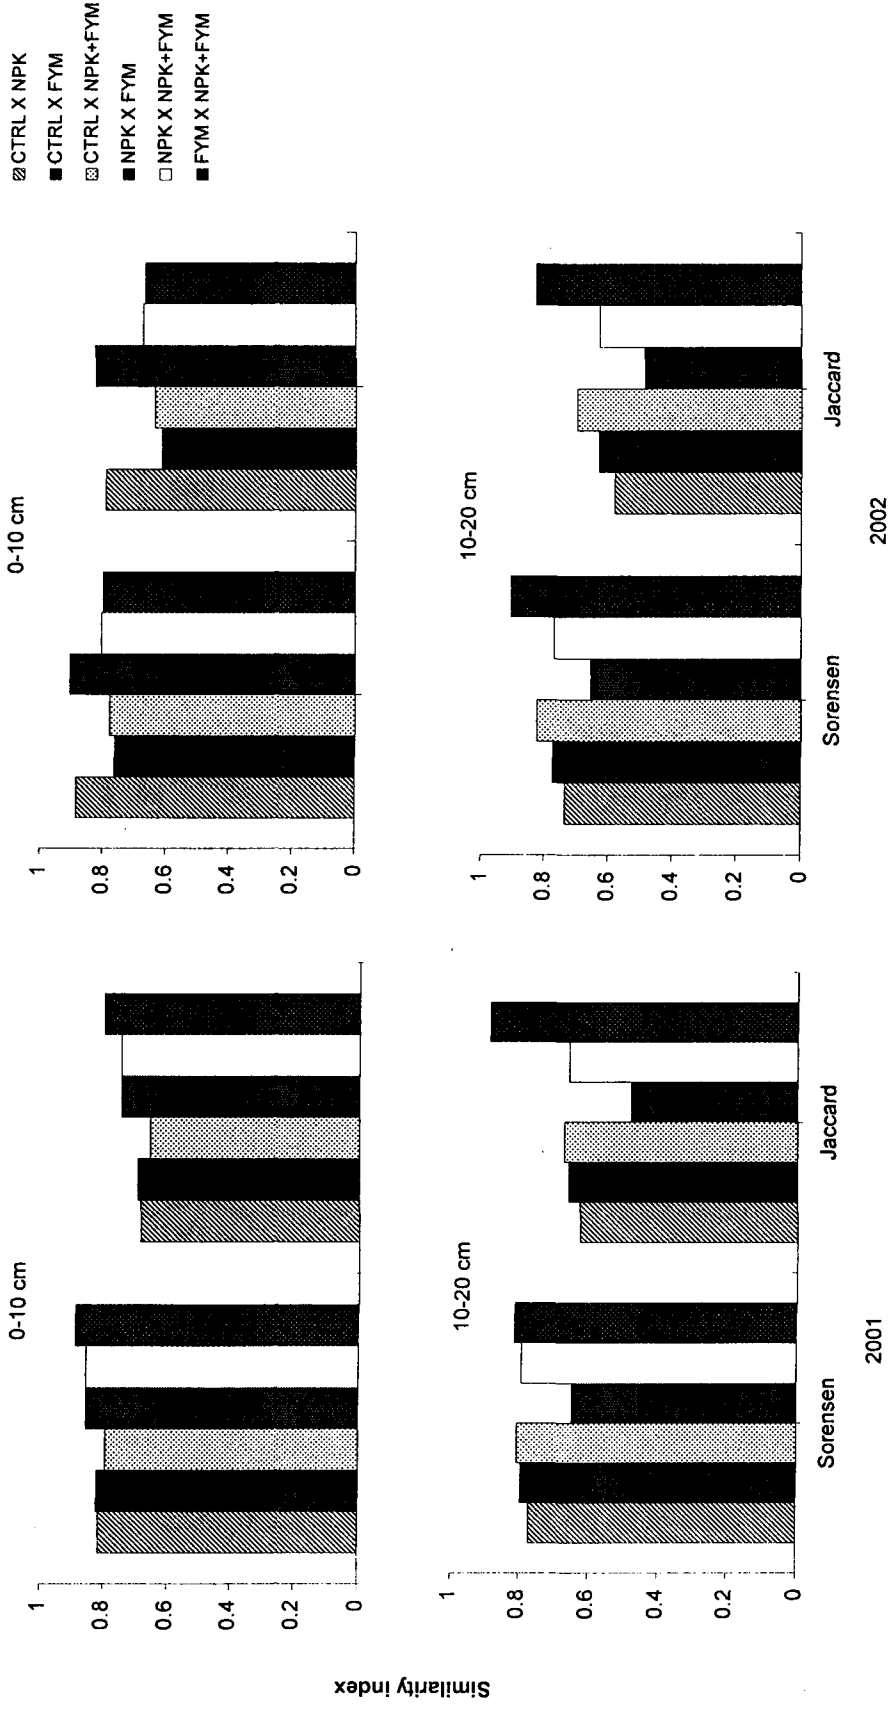 CTRL X NPK
CTRL X FYM
CTRL X NPK+FYM
NPK X FYM
NPK X NPK+FYM
FYM X NPK+FYM
0-10 cm
1
0.8
0.6
0.4
0.2
0
0-10 cm
1
0.8
0.6
0.4
0.2
0
Similarity index
10-20 cm
1
0.8
0.6
0.4
0.2
0
Sorensen
Jaccard
2001
10-20 cm
1
0.8
0.6
0.4
0.2
0
Sorensen
Jaccard
2002